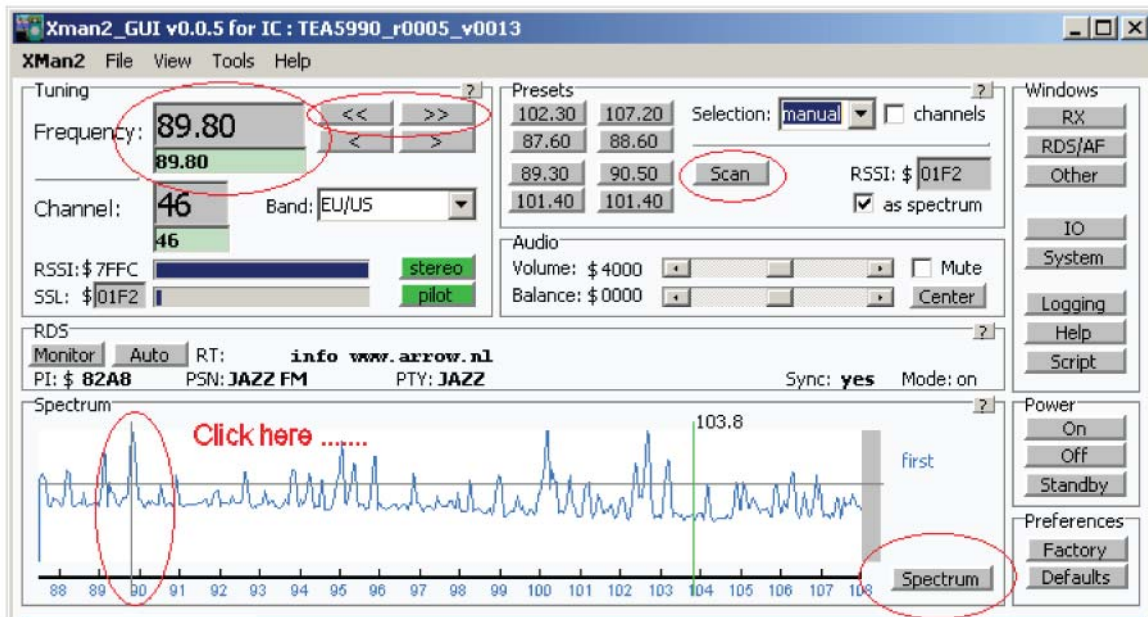 Xman2_GUI v0.0.5 for IC : TEA5990_r0005_v0013
XMan2 File View Tools Help
Tuning ?
Frequency: 89.80 << >>
89.80 < >
Channel: 46 Band: EU/US
46
RSSI: $ 7FFC stereo
SSL: $ 01F2 pilot
Presets ?
102.30 107.20 Selection: manual channels
87.60 88.60
89.30 90.50 Scan RSSI: $ 01F2
101.40 101.40 as spectrum
Audio
Volume: $ 4000 Mute
Balance: $ 0000 Center
RDS ?
Monitor Auto RT: info www.arrow.nl
PI: $ 82A8 PSN: JAZZ FM PTY: JAZZ Sync: yes Mode: on
Spectrum ?
Click here .......
103.8
first
88 89 90 91 92 93 94 95 96 97 98 99 100 101 102 103 104 105 106 107 108
Spectrum
Windows
RX
RDS/AF
Other
IO
System
Logging
Help
Script
Power
On
Off
Standby
Preferences
Factory
Defaults